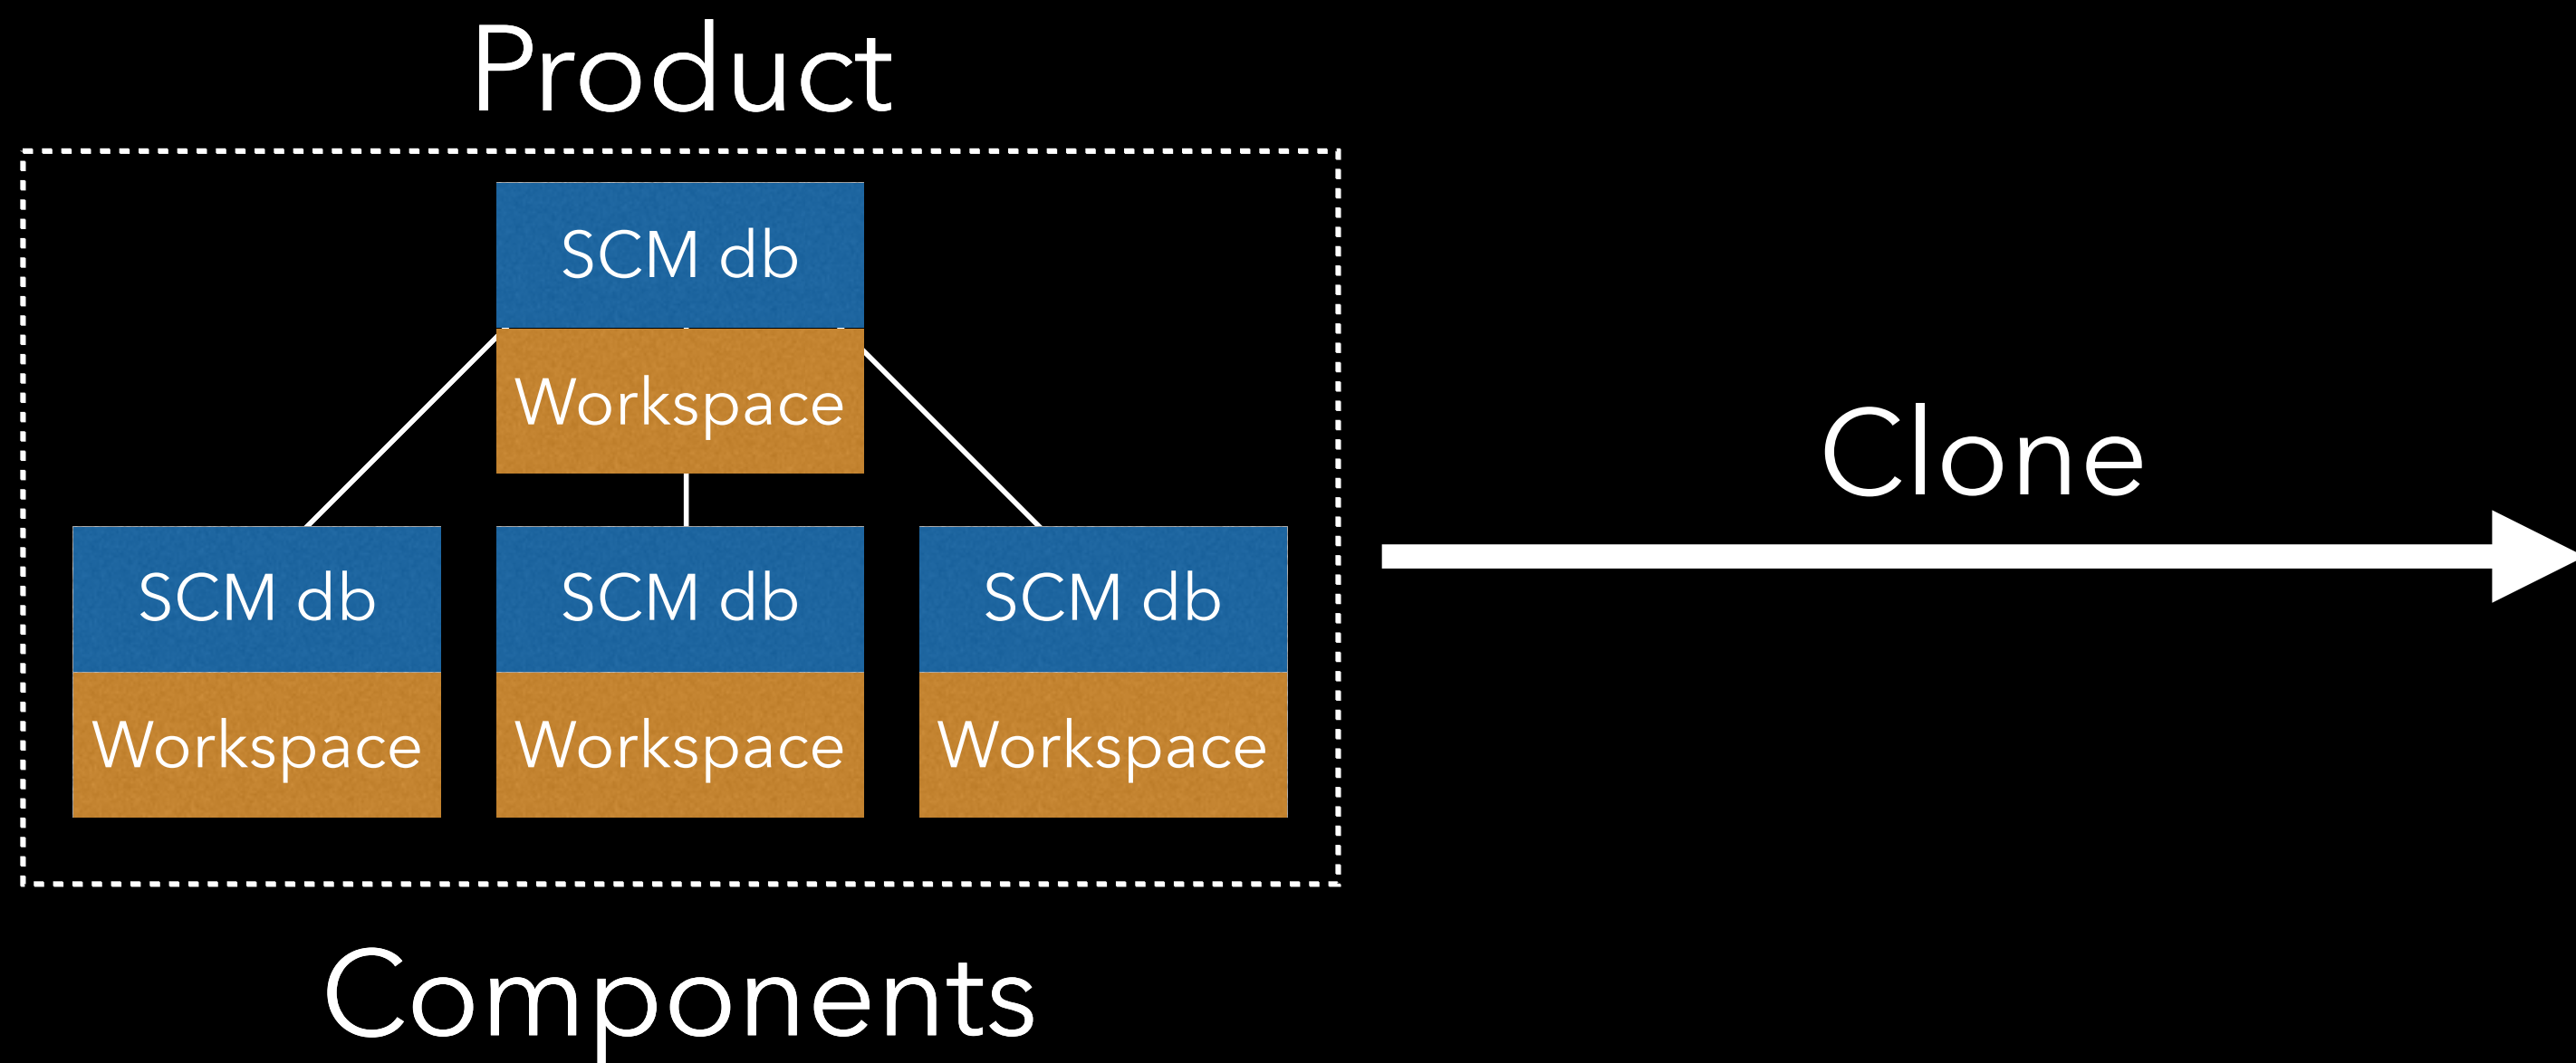 Product
SCM db
Workspace
SCM db
SCM db
SCM db
Workspace
Workspace
Workspace
Components
Clone